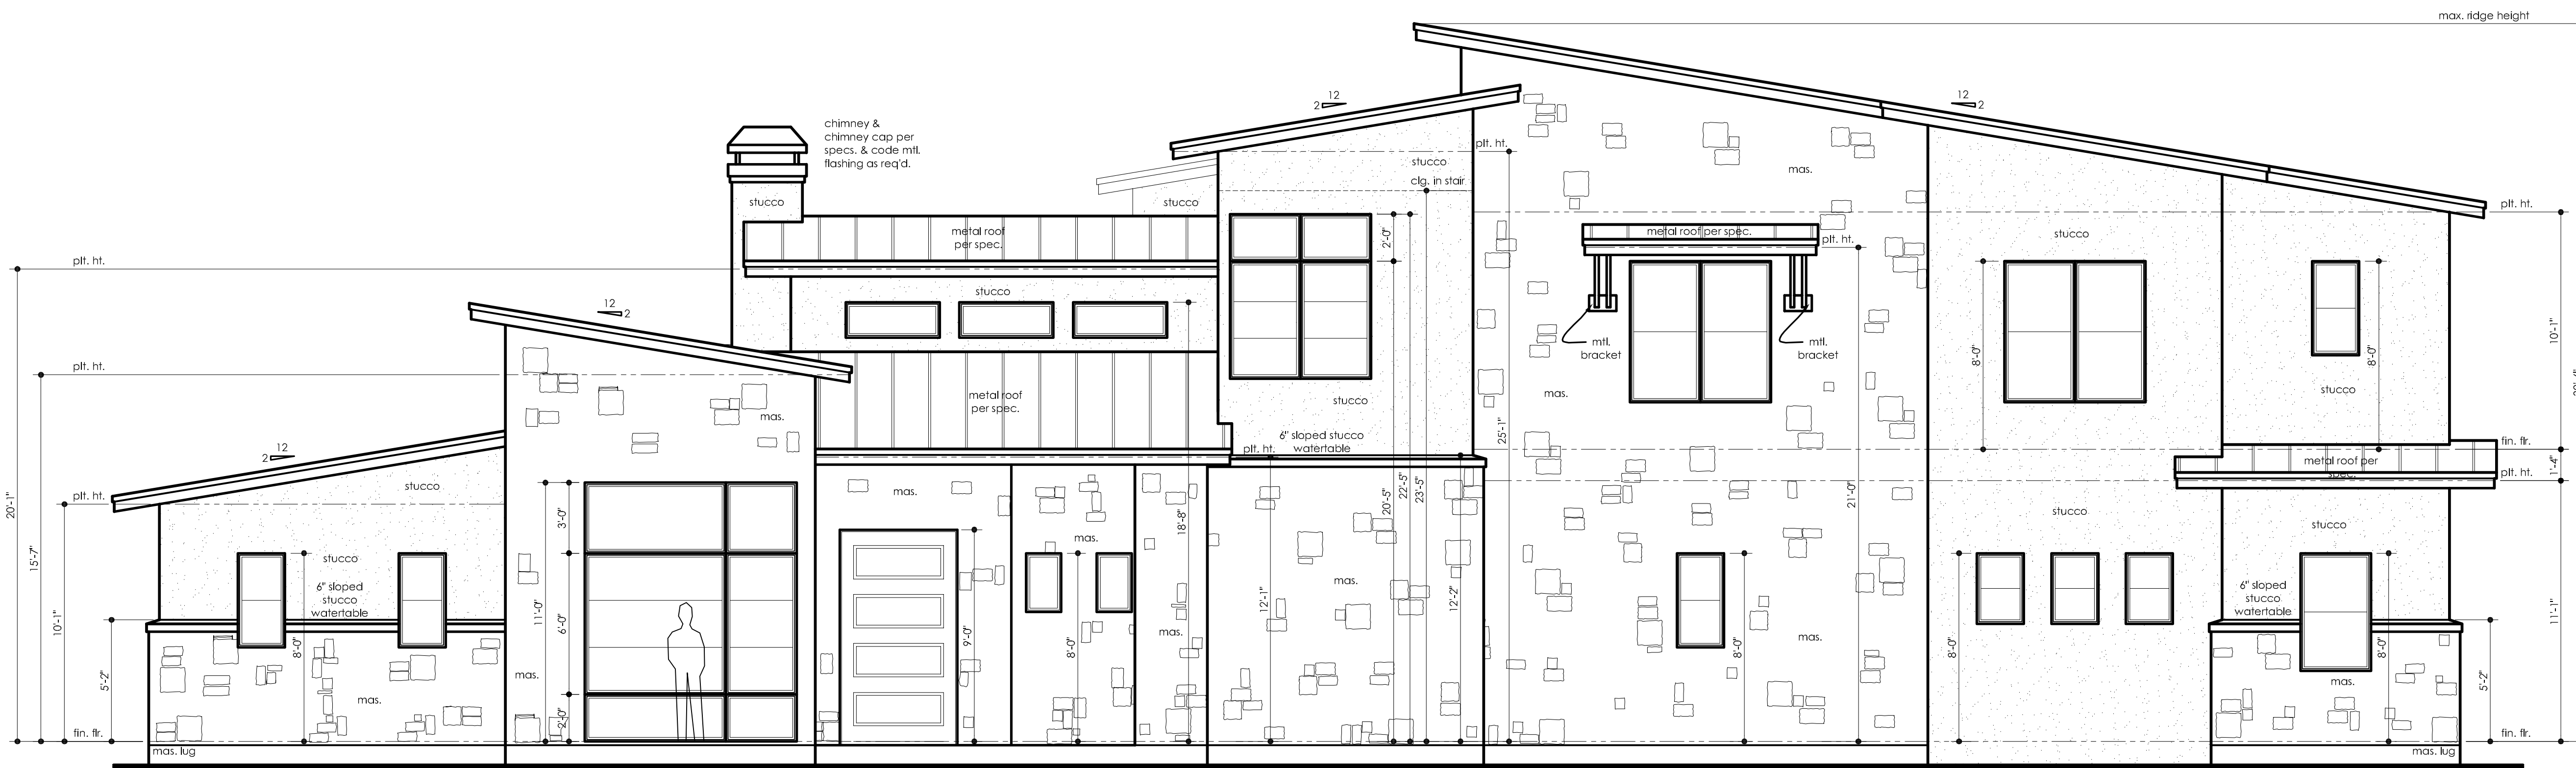 max. ridge height
12
2
12
2
chimney &
chimney cap per
specs. & code mtl.
flashing as req'd.
plt. ht.
stucco
clg. in stair
mas.
stucco
stucco
plt. ht.
metal roof
per spec.
2'-0"
metal roof per spec.
plt. ht.
stucco
plt. ht.
stucco
12
2
mtl.
bracket
mtl.
bracket
8'-0"
8'-0"
10'-1"
plt. ht.
metal roof
per spec.
mas.
stucco
mas.
stucco
25'-1"
6" sloped stucco
watertable
plt. ht.
12
2
fin. flr.
metal roof per
spec.
1'-4"
plt. ht.
stucco
mas.
plt. ht.
20'-1"
15'-7"
10'-1"
3'-0"
18'-8"
20'-5"
22'-5"
23'-5"
21'-0"
stucco
stucco
stucco
6" sloped
stucco
watertable
mas.
mas.
6" sloped
stucco
watertable
12'-1"
12'-2"
11'-0"
6'-0"
9'-0"
8'-0"
8'-0"
5'-2"
mas.
mas.
mas.
mas.
8'-0"
8'-0"
8'-0"
5'-2"
11'-1"
mas.
2'-0"
fin. flr.
mas. lug
fin. flr.
mas. lug